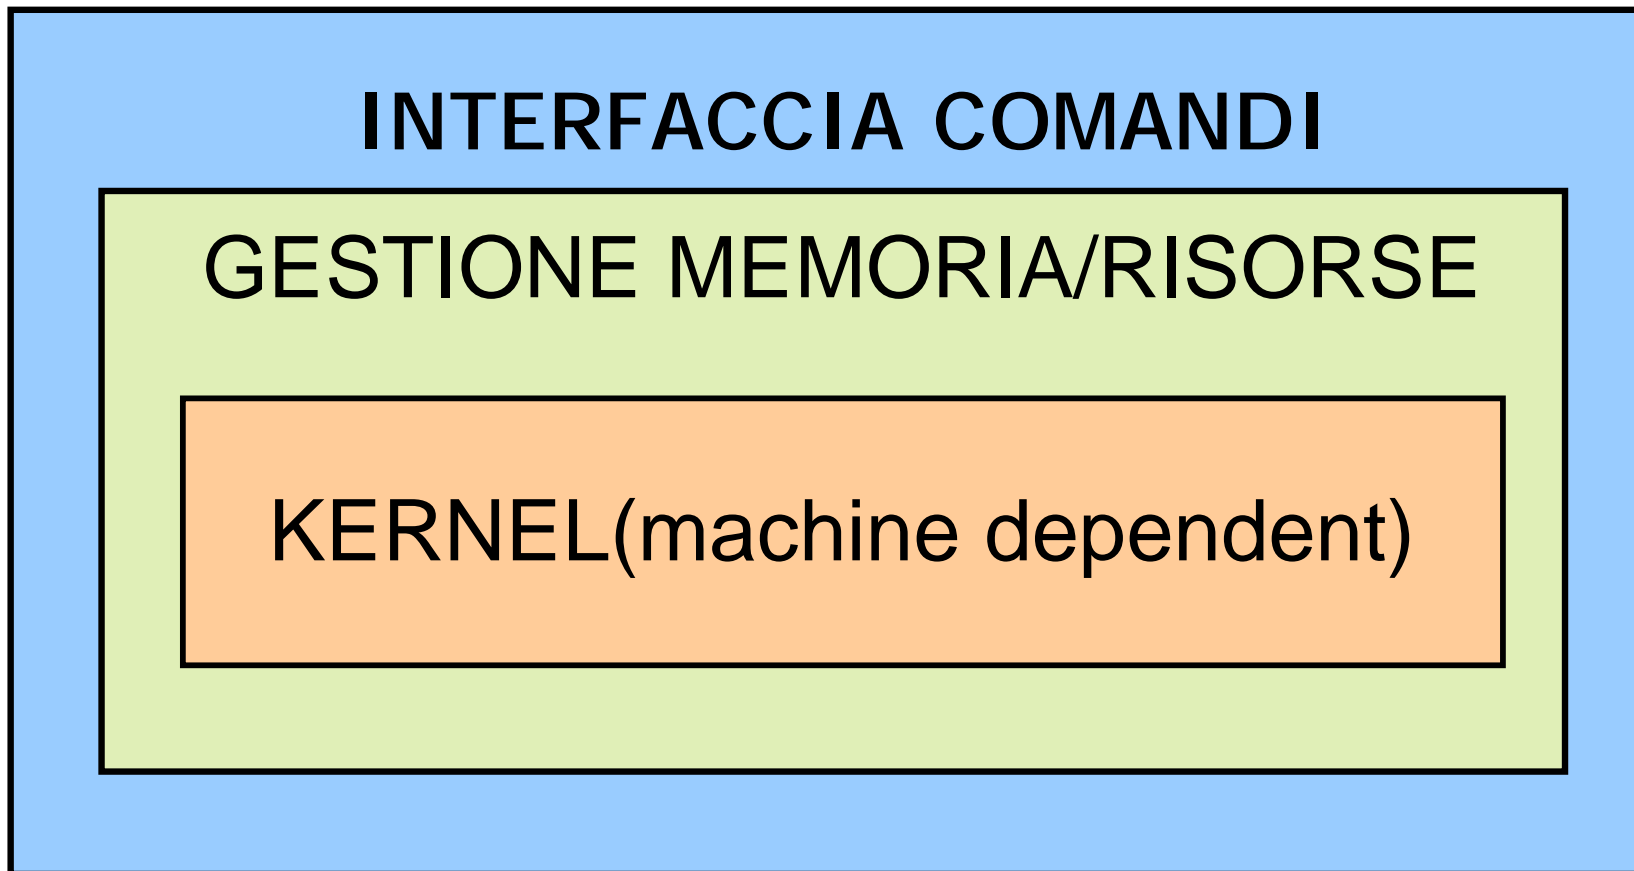 INTERFACCIA COMANDI
GESTIONE MEMORIA/RISORSE
KERNEL(machine dependent)